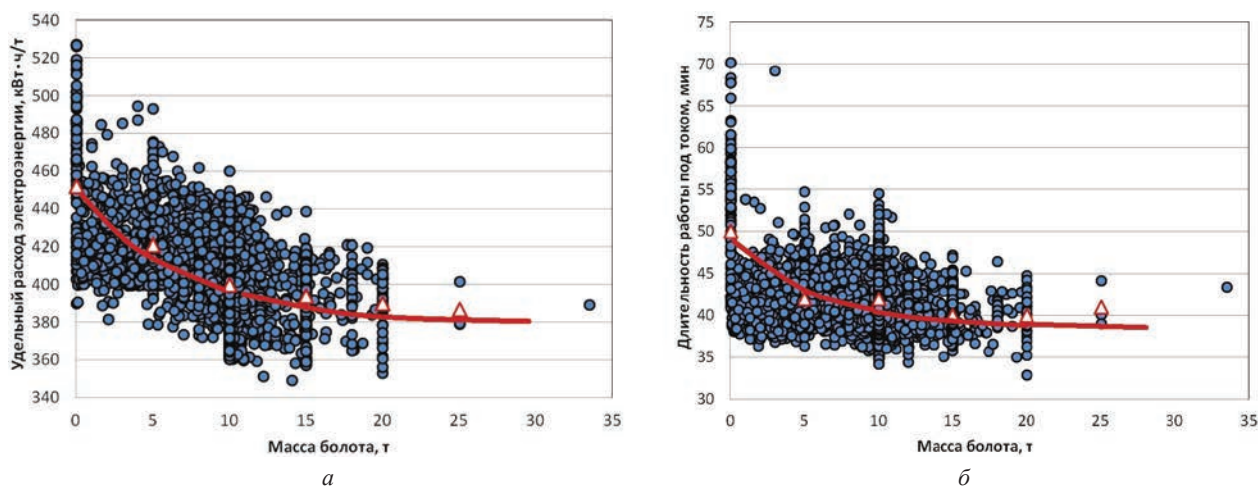 Удельный расход электроэнергии, кВт·ч/т
540
520
500
480
460
440
420
400
380
360
340
0 5 10 15 20 25 30 35
Масса болота, т
а
Длительность работы под током, мин
75
70
65
60
55
50
45
40
35
30
0 5 10 15 20 25 30 35
Масса болота, т
б